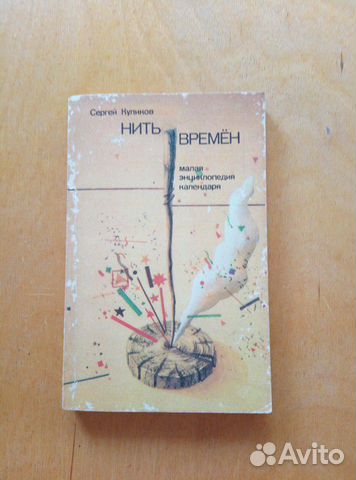 Сергей Куликов
НИТЬ
ВРЕМЁН
малая
энциклопедия
календаря
Avito